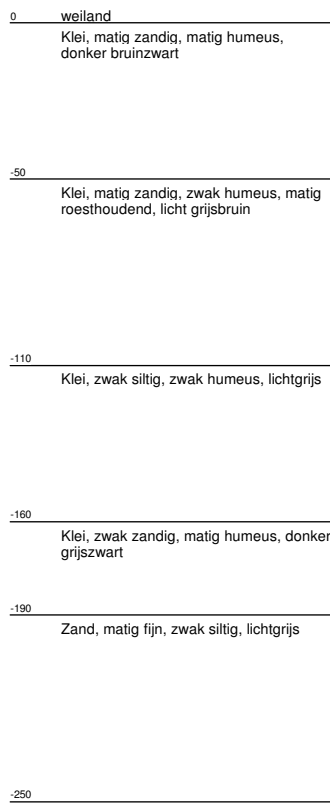 0 weiland
Klei, matig zandig, matig humeus,
donker bruinzwart
-50
Klei, matig zandig, zwak humeus, matig
roesthoudend, licht grijsbruin
-110
Klei, zwak siltig, zwak humeus, lichtgrijs
-160
Klei, zwak zandig, matig humeus, donker
grijszwart
-190
Zand, matig fijn, zwak siltig, lichtgrijs
-250